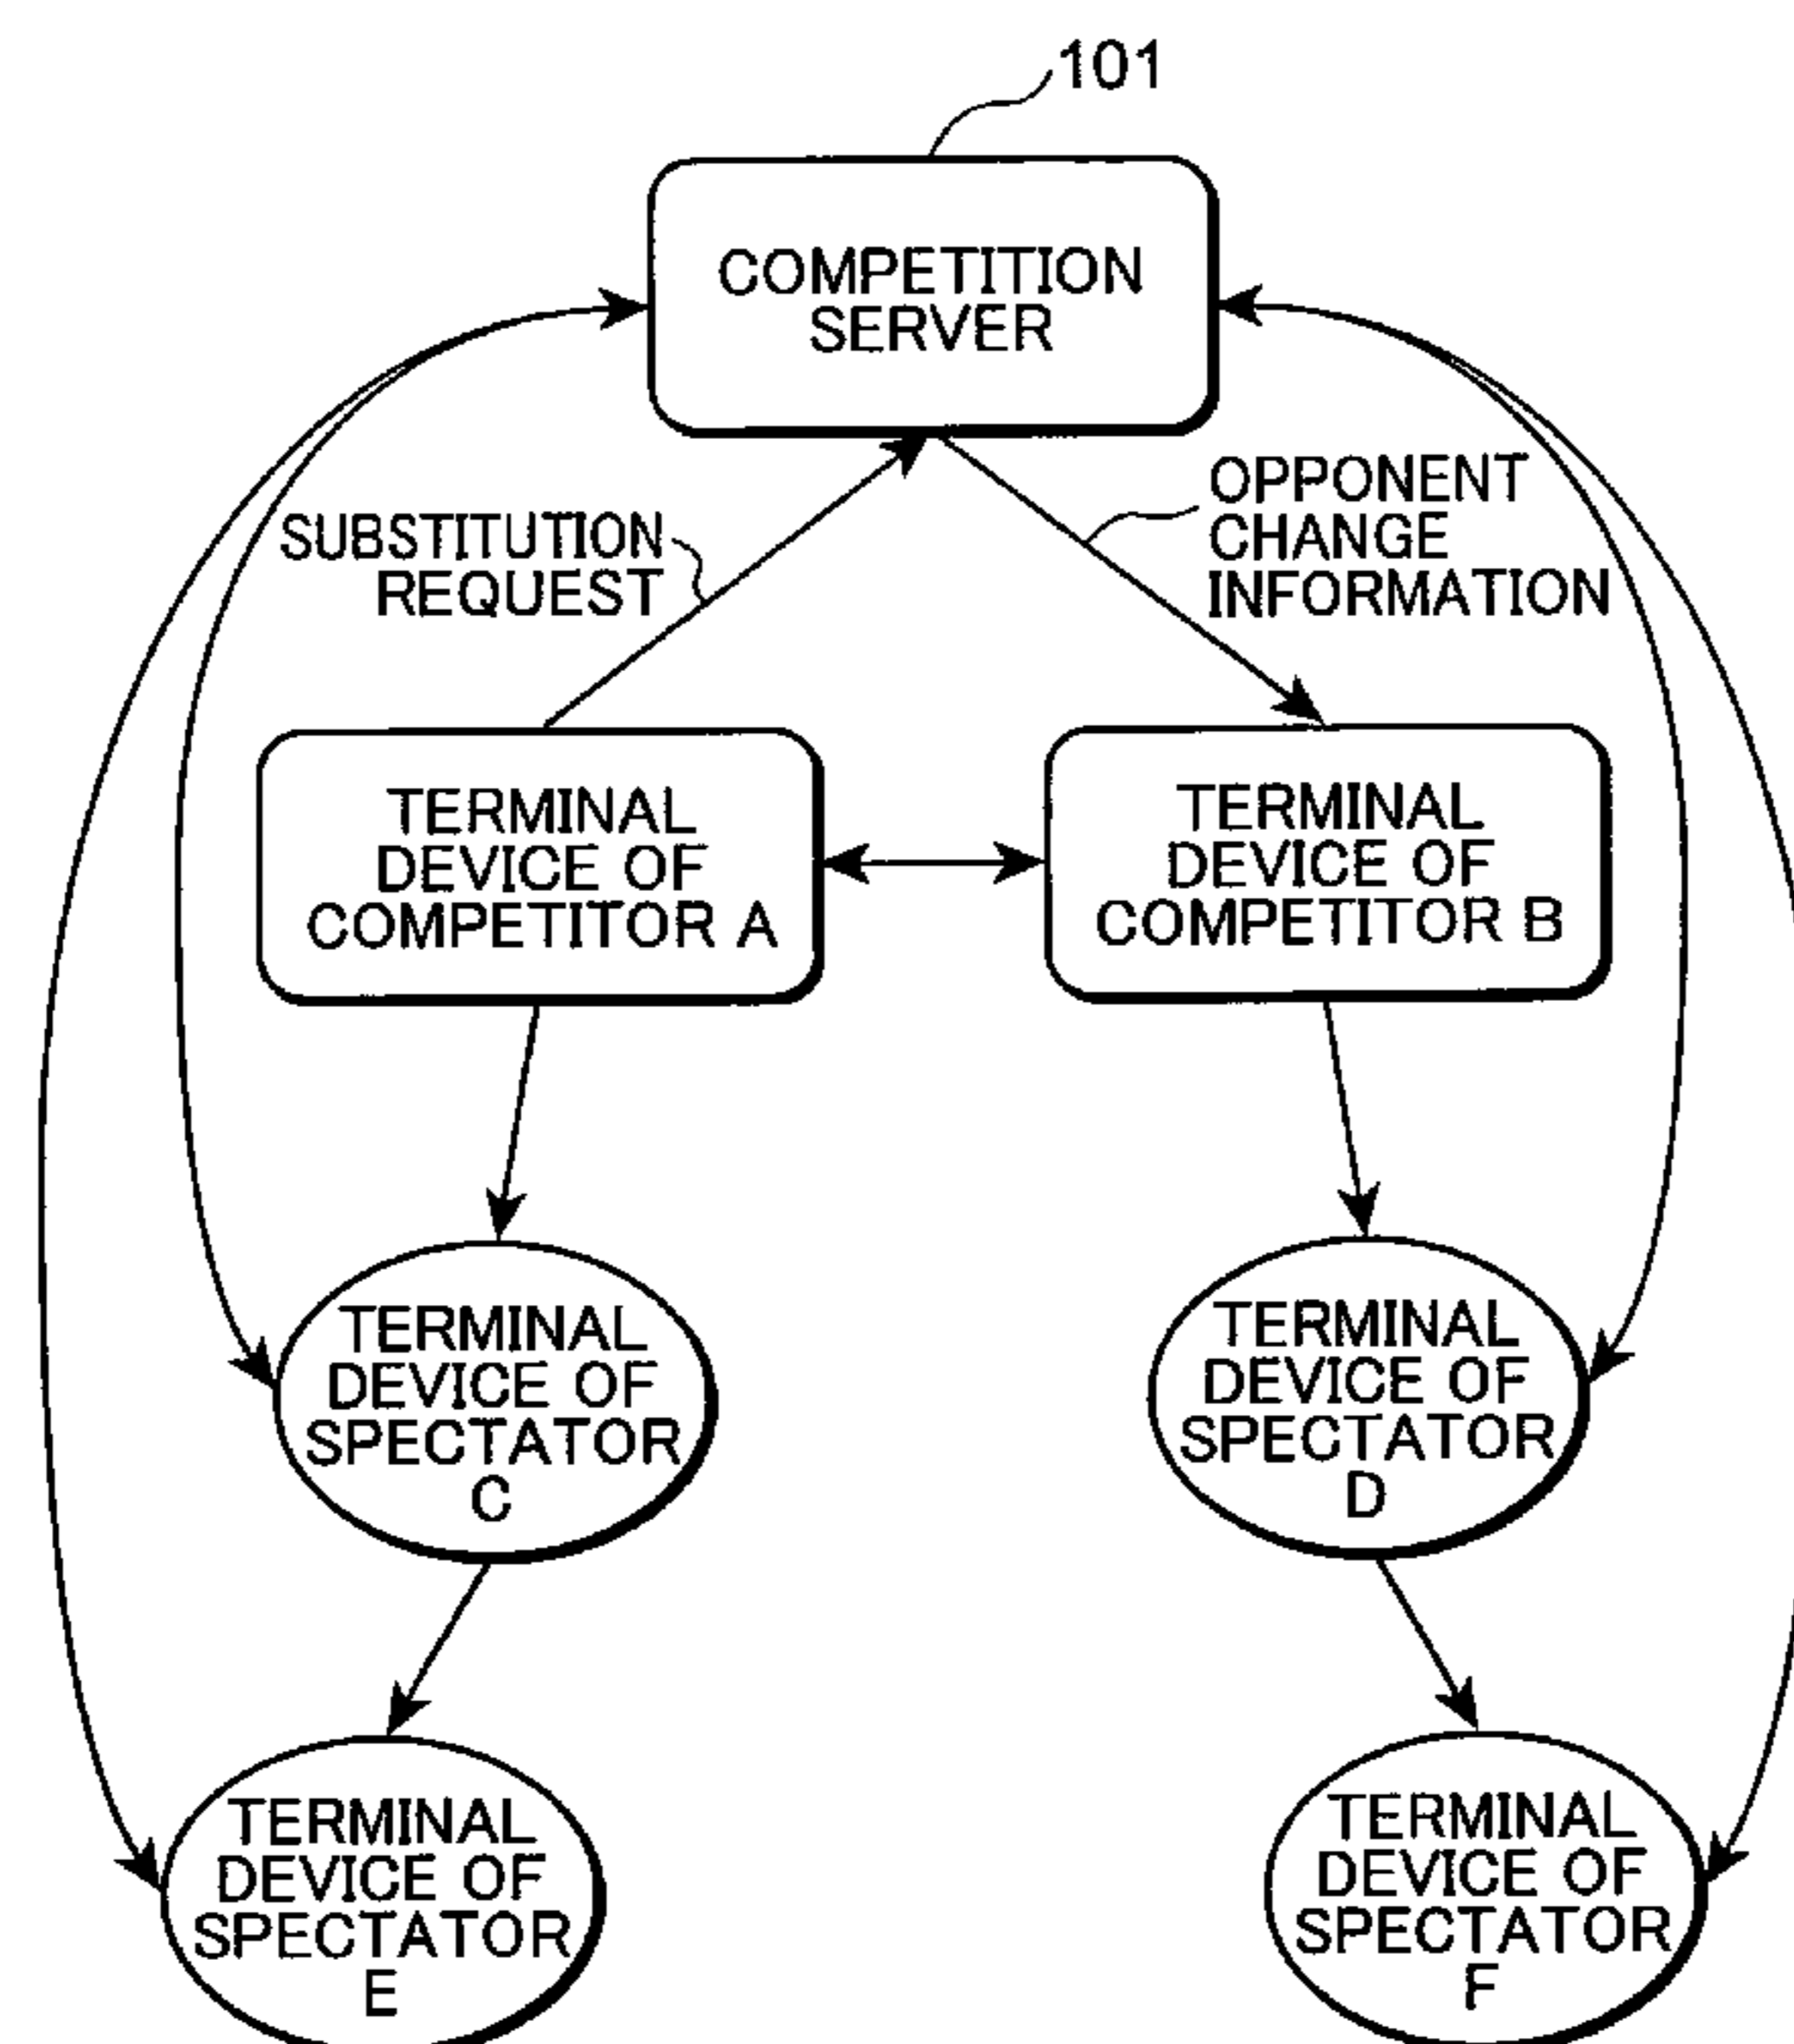 101
COMPETITION
SERVER
SUBSTITUTION
REQUEST
OPPONENT
CHANGE
INFORMATION
TERMINAL
DEVICE OF
COMPETITOR A
TERMINAL
DEVICE OF
COMPETITOR B
TERMINAL
DEVICE OF
SPECTATOR
C
TERMINAL
DEVICE OF
SPECTATOR
D
TERMINAL
DEVICE OF
SPECTATOR
E
TERMINAL
DEVICE OF
SPECTATOR
F